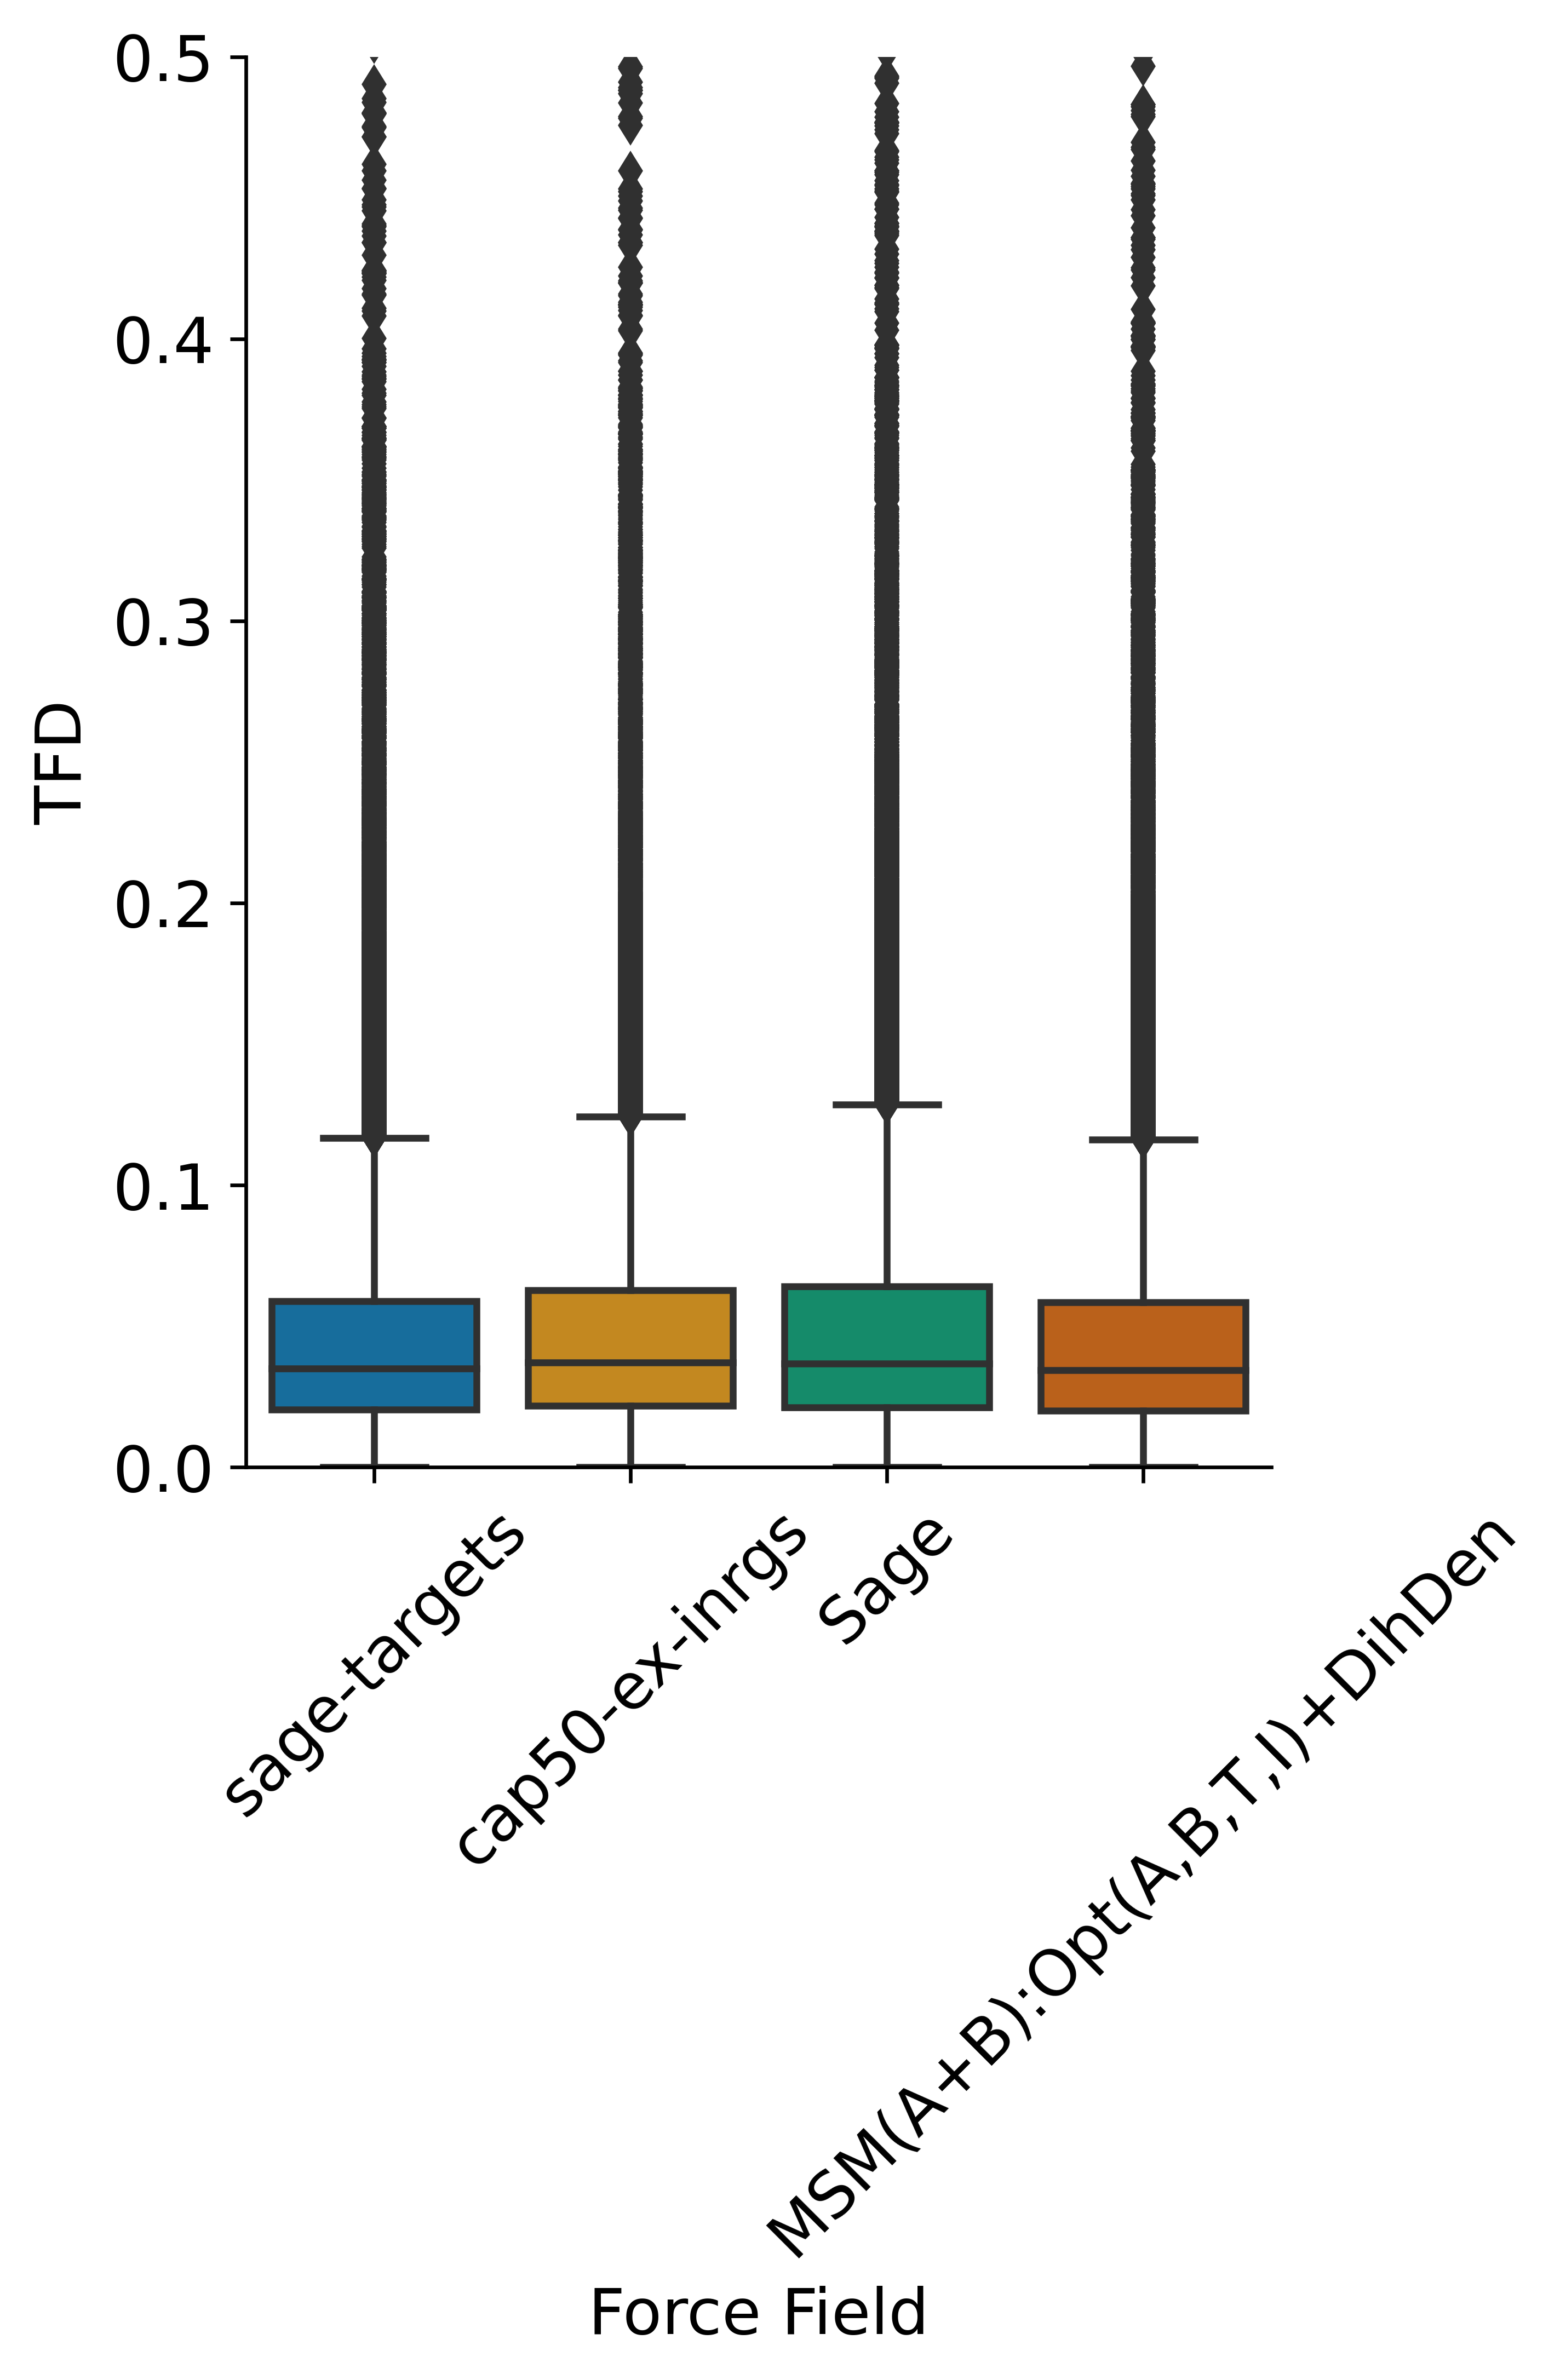 0.5
0.4
0.3
0.2
0.1
0.0
TFD
sage-targets
cap50-ex-inrgs
Sage
MSM(A+B):Opt(A,B,T,I)+DihDen
Force Field